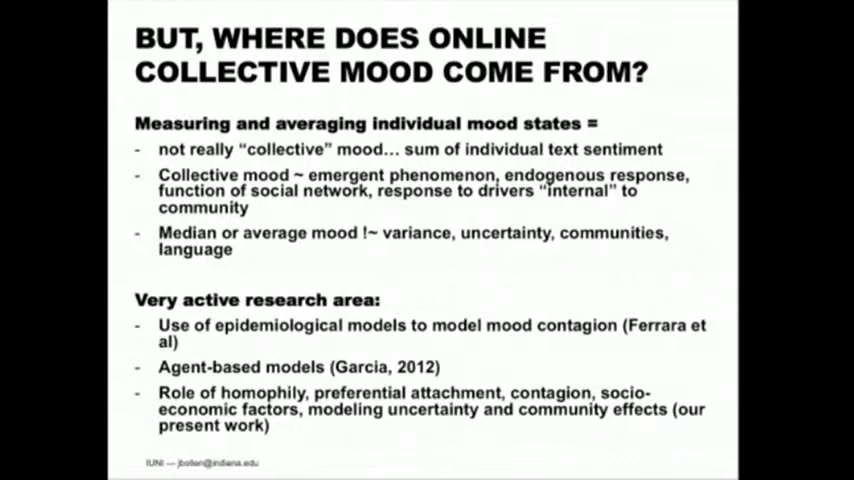 BUT, WHERE DOES ONLINE
COLLECTIVE MOOD COME FROM?
Measuring and averaging individual mood states =
- not really “collective” mood... sum of individual text sentiment
- Collective mood ~ emergent phenomenon, endogenous response,
function of social network, response to drivers “internal” to
community
- Median or average mood !~ variance, uncertainty, communities,
language
Very active research area:
- Use of epidemiological models to model mood contagion (Ferrara et
al)
- Agent-based models (Garcia, 2012)
- Role of homophily, preferential attachment, contagion, socio-
economic factors, modeling uncertainty and community effects (our
present work)
IUNI — jbollen@indiana.edu